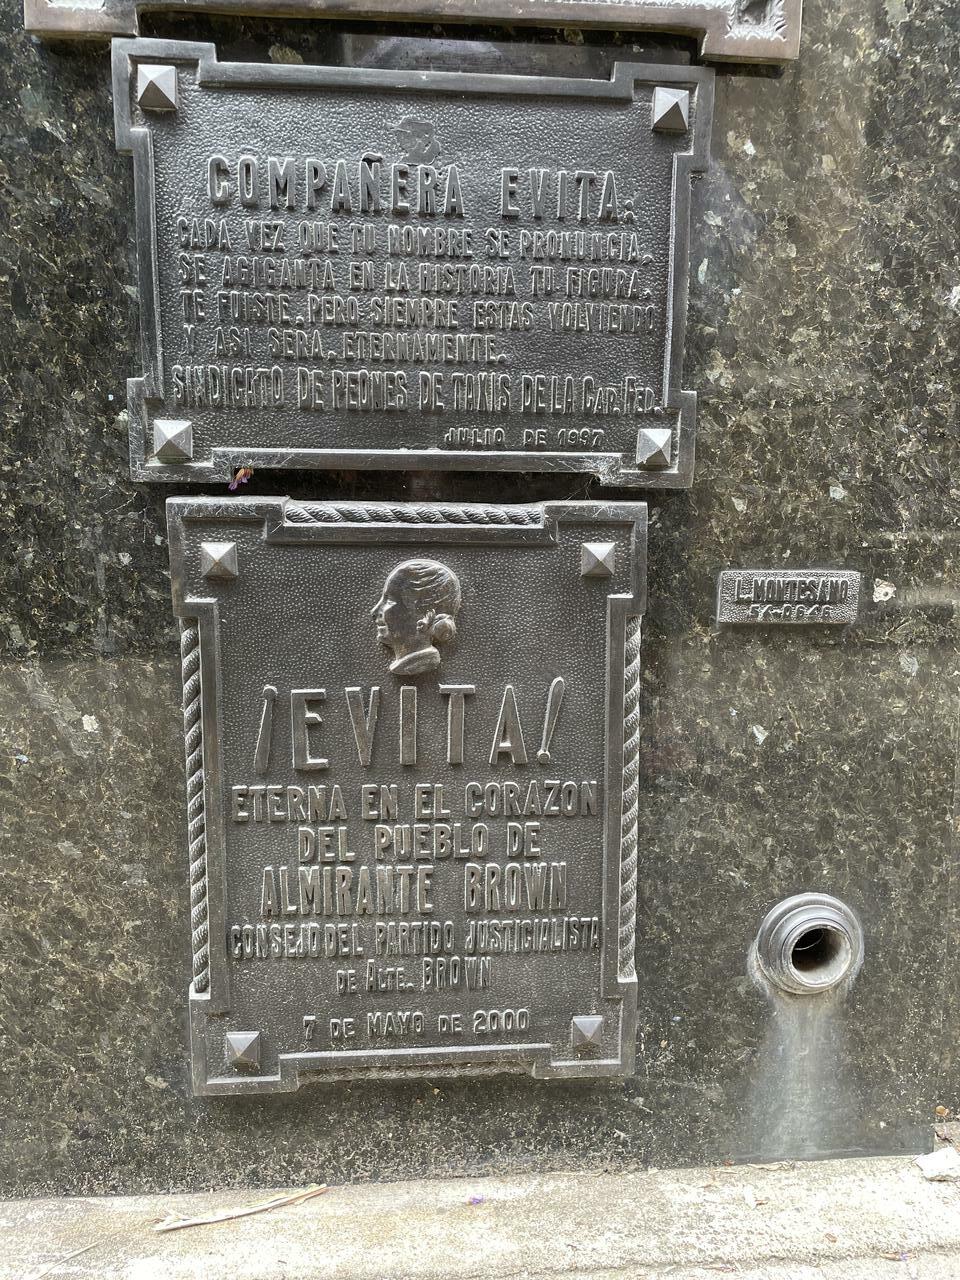 COMPAÑERA EVITA:
CADA VEZ QUE TU NOMBRE SE PRONUNCIA,
SE AGIGANTA EN LA HISTORIA TU FIGURA.
TE FUISTE, PERO SIEMPRE ESTAS VOLVIENDO
Y ASI SERA, ETERNAMENTE.
SINDICATO DE PEONES DE TAXIS DE LA CAP. FED.
JULIO DE 1997
¡EVITA!
ETERNA EN EL CORAZON
DEL PUEBLO DE
ALMIRANTE BROWN
CONSEJO DEL PARTIDO JUSTICIALISTA
DE ALTE. BROWN
7 DE MAYO DE 2000
L. MONTESANO